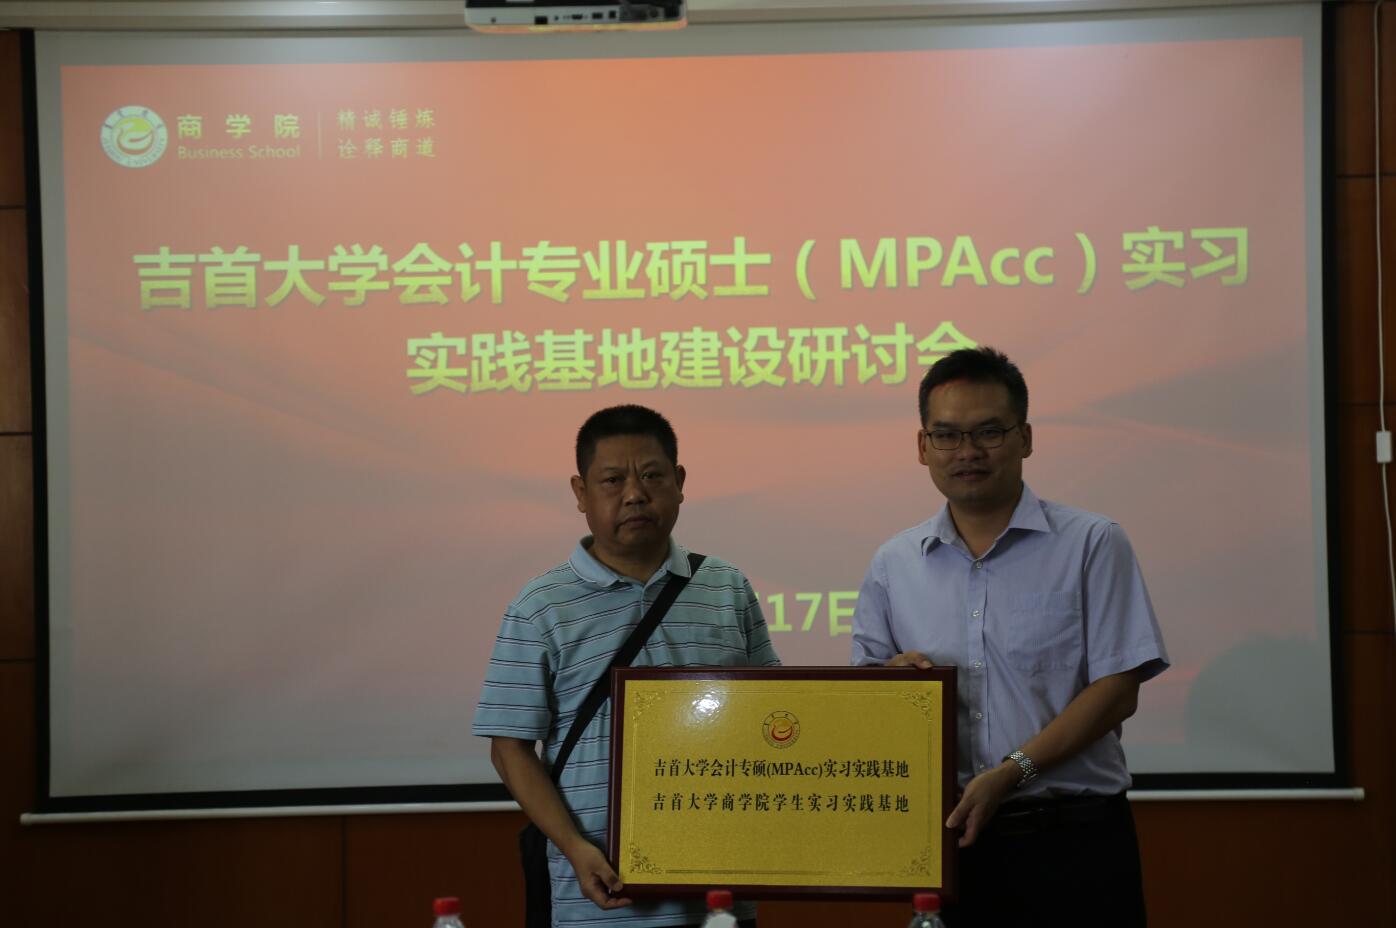 商学院
Business School
精诚锤炼
诠释商道
吉首大学会计专业硕士（MPAcc）实习
实践基地建设研讨会
17日
吉首大学会计专硕(MPAcc)实习实践基地
吉首大学商学院学生实习实践基地